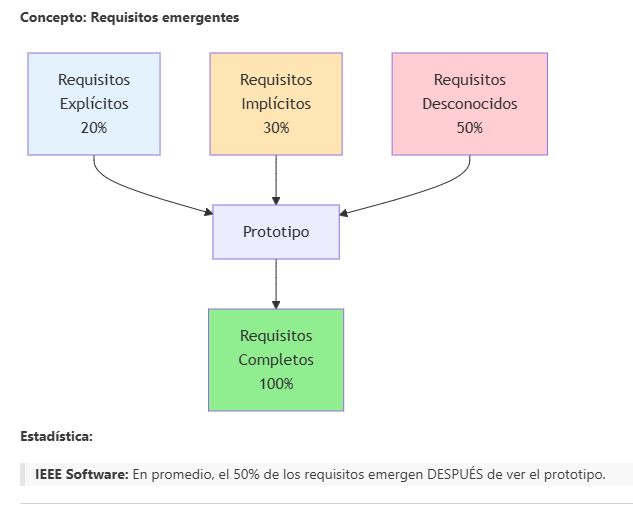 Concepto: Requisitos emergentes
Requisitos
Explícitos
20%
Requisitos
Implícitos
30%
Requisitos
Desconocidos
50%
Prototipo
Requisitos
Completos
100%
Estadística:
IEEE Software: En promedio, el 50% de los requisitos emergen DESPUÉS de ver el prototipo.